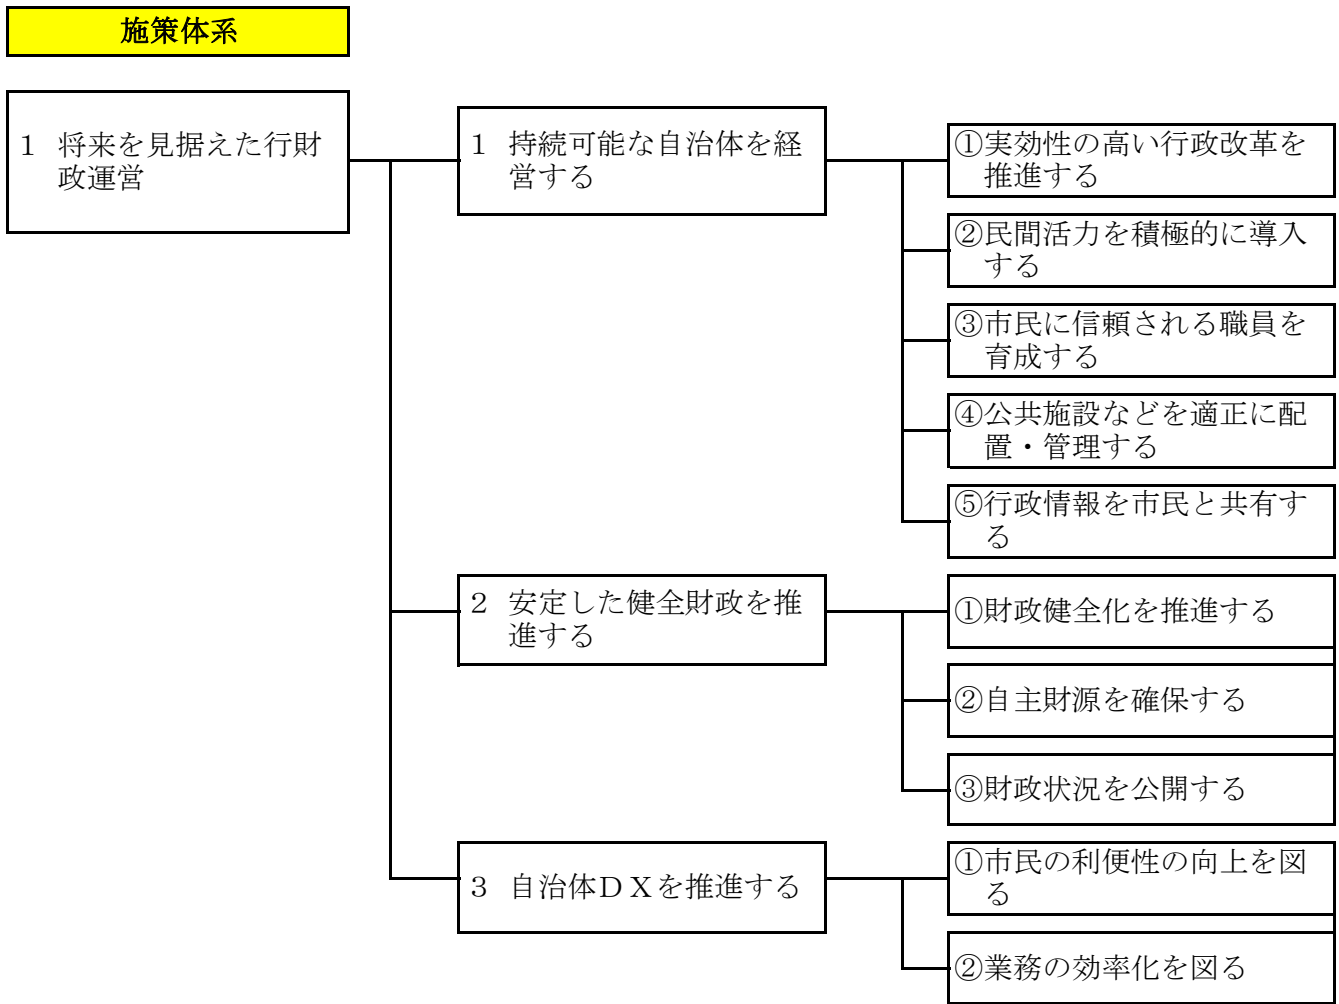 施策体系
１ 将来を見据えた行財
政運営
１ 持続可能な自治体を経
営する
①実効性の高い行政改革を
推進する
②民間活力を積極的に導入
する
③市民に信頼される職員を
育成する
④公共施設などを適正に配
置・管理する
⑤行政情報を市民と共有す
る
２ 安定した健全財政を推
進する
①財政健全化を推進する
②自主財源を確保する
③財政状況を公開する
３ 自治体ＤＸを推進する
①市民の利便性の向上を図
る
②業務の効率化を図る